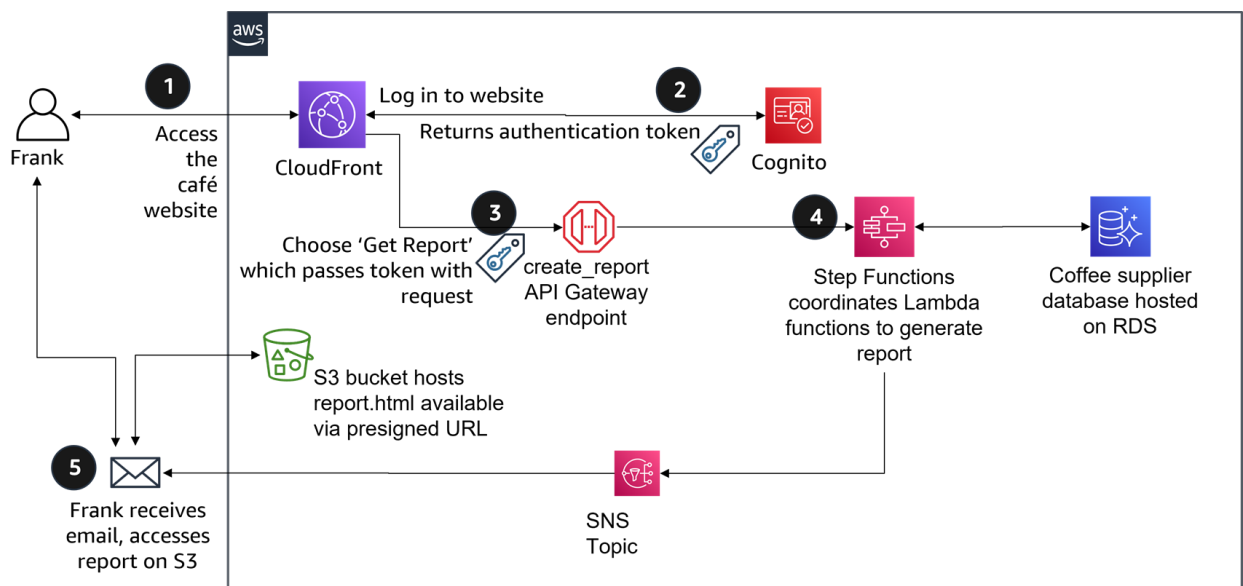 aws
1
Access
the
café
website
Frank
CloudFront
Log in to website
2
Returns authentication token
Cognito
3
Choose ‘Get Report’
which passes token with
request
create_report
API Gateway
endpoint
4
Step Functions
coordinates Lambda
functions to generate
report
Coffee supplier
database hosted
on RDS
S3 bucket hosts
report.html available
via presigned URL
5
Frank receives
email, accesses
report on S3
SNS
Topic